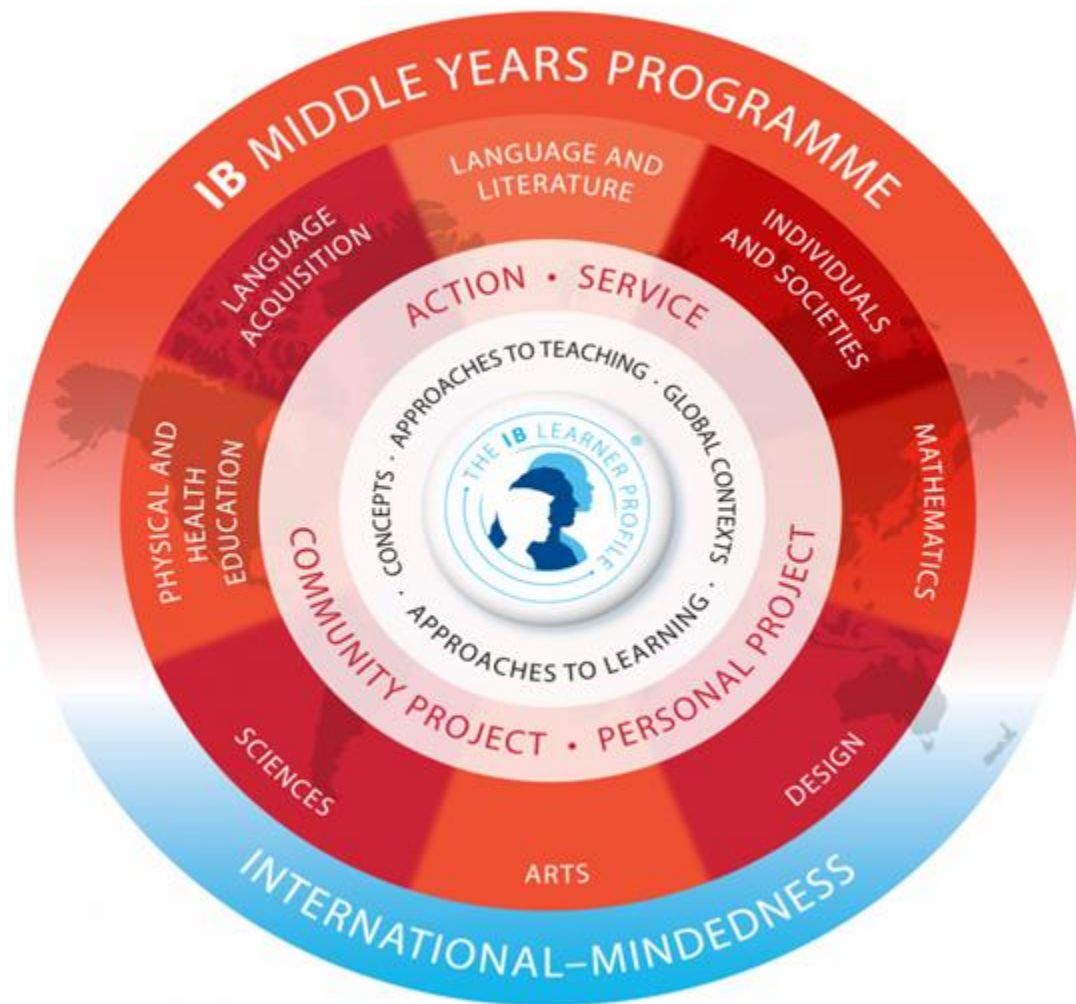 IB MIDDLE YEARS PROGRAMME
LANGUAGE AND
LITERATURE
INDIVIDUALS
AND SOCIETIES
MATHEMATICS
DESIGN
ARTS
SCIENCES
PHYSICAL AND
HEALTH
EDUCATION
LANGUAGE
ACQUISITION
ACTION • SERVICE
PERSONAL PROJECT • COMMUNITY PROJECT •
APPROACHES TO TEACHING · GLOBAL CONTEXTS · APPROACHES TO LEARNING · CONCEPTS ·
THE IB LEARNER PROFILE
®
INTERNATIONAL–MINDEDNESS